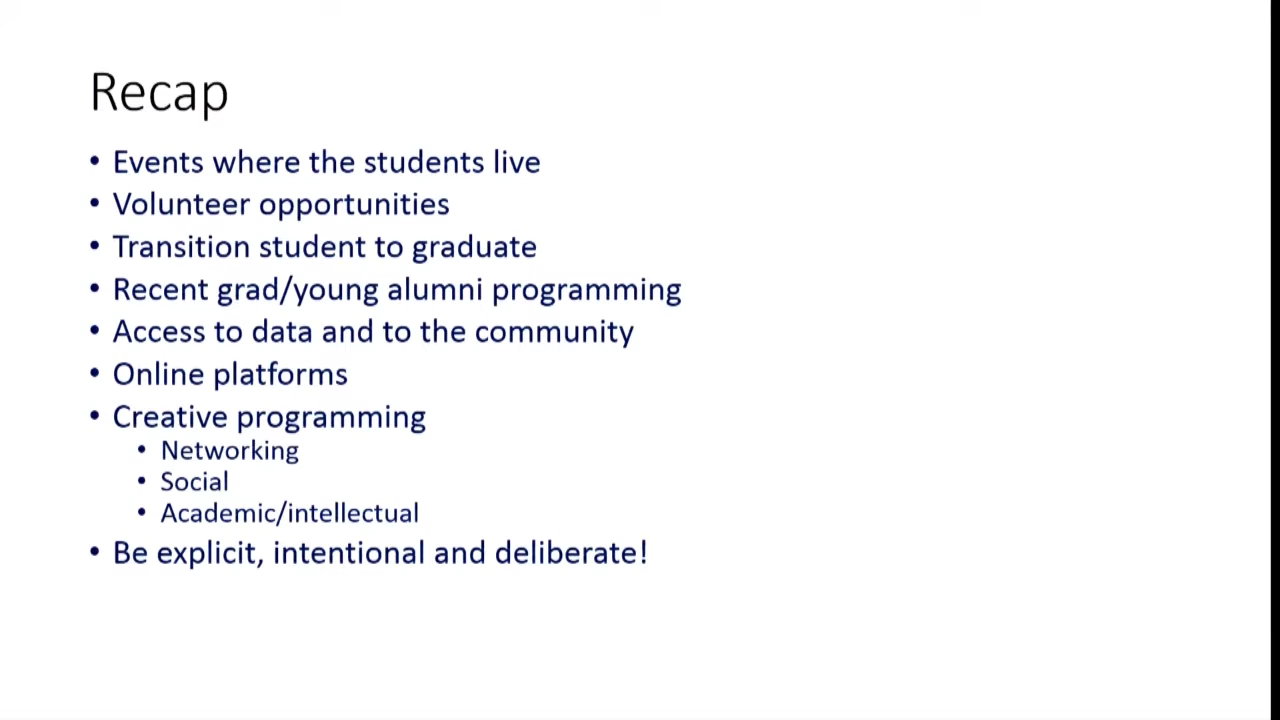 Recap
• Events where the students live
• Volunteer opportunities
• Transition student to graduate
• Recent grad/young alumni programming
• Access to data and to the community
• Online platforms
• Creative programming
• Networking
• Social
• Academic/intellectual
• Be explicit, intentional and deliberate!